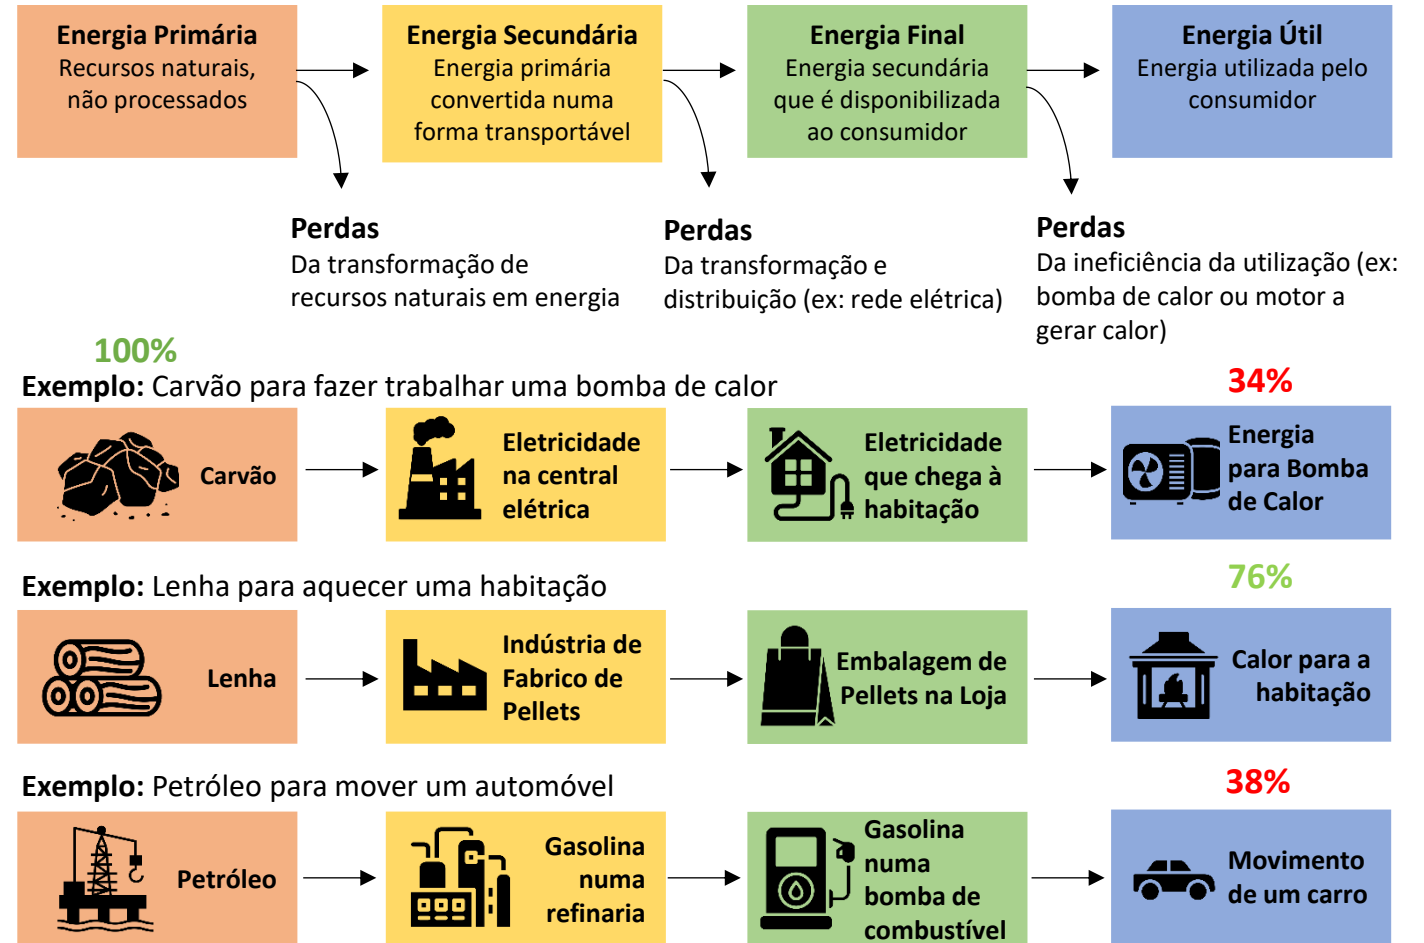 Energia Primária
Recursos naturais,
não processados
Energia Secundária
Energia primária
convertida numa
forma transportável
Energia Final
Energia secundária
que é disponibilizada
ao consumidor
Energia Útil
Energia utilizada pelo
consumidor
Perdas
Da transformação de
recursos naturais em energia
Perdas
Da transformação e
distribuição (ex: rede elétrica)
Perdas
Da ineficiência da utilização (ex:
bomba de calor ou motor a
gerar calor)
100%
Exemplo: Carvão para fazer trabalhar uma bomba de calor
34%
Carvão
Eletricidade
na central
elétrica
Eletricidade
que chega à
habitação
Energia
para Bomba
de Calor
Exemplo: Lenha para aquecer uma habitação
76%
Lenha
Indústria de
Fabrico de
Pellets
Embalagem de
Pellets na Loja
Calor para a
habitação
Exemplo: Petróleo para mover um automóvel
38%
Petróleo
Gasolina
numa
refinaria
Gasolina
numa
bomba de
combustível
Movimento
de um carro